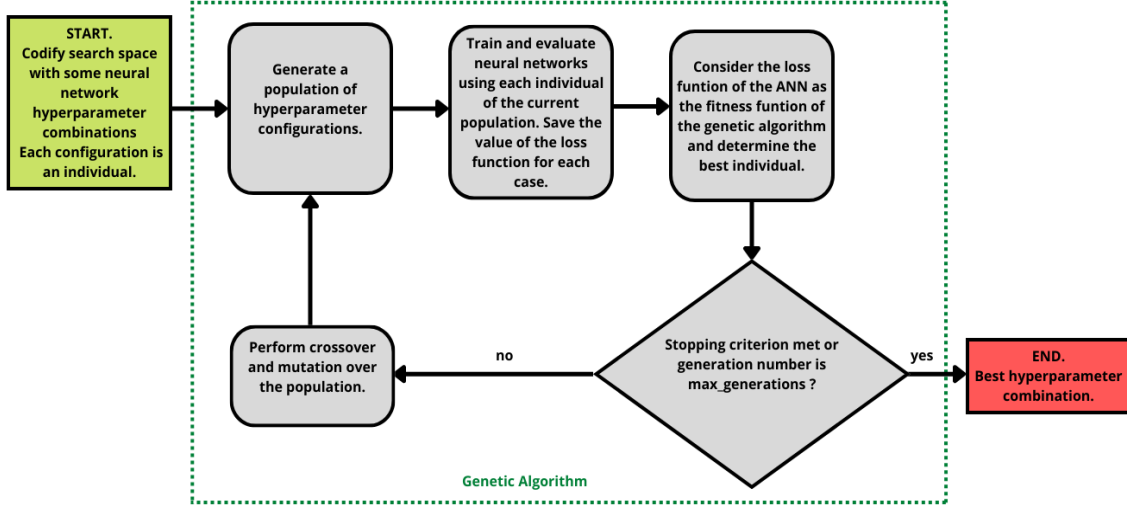 START.
Codify search space
with some neural
network
hyperparameter
combinations
Each configuration is
an individual.
Generate a
population of
hyperparameter
configurations.
Train and evaluate
neural networks
using each individual
of the current
population. Save the
value of the loss
function for each
case.
Consider the loss
funtion of the ANN as
the fitness funtion of
the genetic algorithm
and determine the
best individual.
Stopping criterion met or
generation number is
max_generations ?
yes
END.
Best hyperparameter
combination.
no
Perform crossover
and mutation over
the population.
Genetic Algorithm